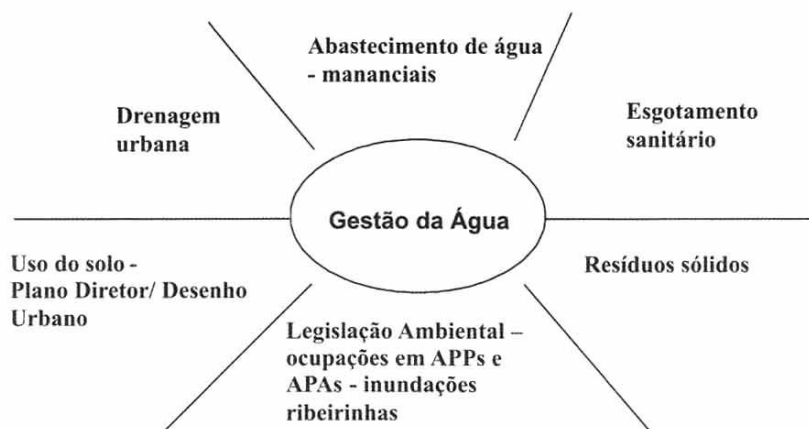 Abastecimento de água
- mananciais
Drenagem
urbana
Esgotamento
sanitário
Gestão da Água
Uso do solo -
Plano Diretor/ Desenho
Urbano
Resíduos sólidos
Legislação Ambiental –
ocupações em APPs e
APAs - inundações
ribeirinhas